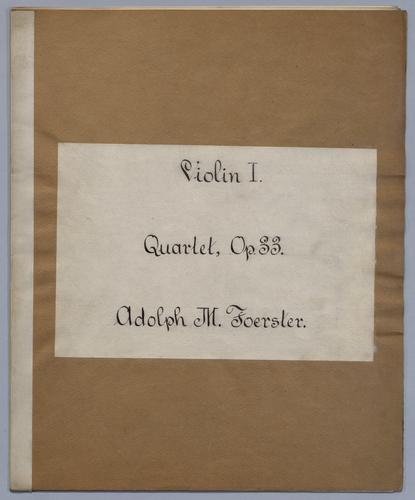 Violin I.
Quartet, Op. 33.
Adolph M. Foerster.